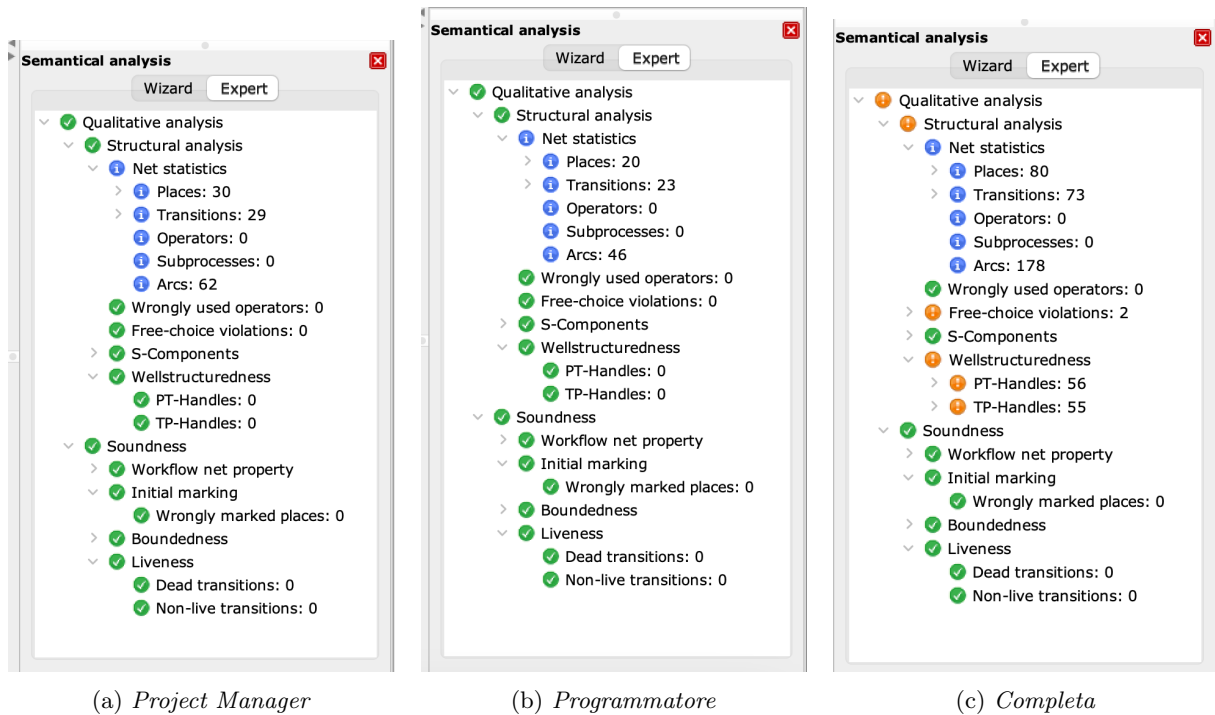 Semantical analysis
Wizard Expert
Qualitative analysis
Structural analysis
Net statistics
Places: 30
Transitions: 29
Operators: 0
Subprocesses: 0
Arcs: 62
Wrongly used operators: 0
Free-choice violations: 0
S-Components
Wellstructuredness
PT-Handles: 0
TP-Handles: 0
Soundness
Workflow net property
Initial marking
Wrongly marked places: 0
Boundedness
Liveness
Dead transitions: 0
Non-live transitions: 0
(a) Project Manager
Semantical analysis
Wizard Expert
Qualitative analysis
Structural analysis
Net statistics
Places: 20
Transitions: 23
Operators: 0
Subprocesses: 0
Arcs: 46
Wrongly used operators: 0
Free-choice violations: 0
S-Components
Wellstructuredness
PT-Handles: 0
TP-Handles: 0
Soundness
Workflow net property
Initial marking
Wrongly marked places: 0
Boundedness
Liveness
Dead transitions: 0
Non-live transitions: 0
(b) Programmatore
Semantical analysis
Wizard Expert
Qualitative analysis
Structural analysis
Net statistics
Places: 80
Transitions: 73
Operators: 0
Subprocesses: 0
Arcs: 178
Wrongly used operators: 0
Free-choice violations: 2
S-Components
Wellstructuredness
PT-Handles: 56
TP-Handles: 55
Soundness
Workflow net property
Initial marking
Wrongly marked places: 0
Boundedness
Liveness
Dead transitions: 0
Non-live transitions: 0
(c) Completa